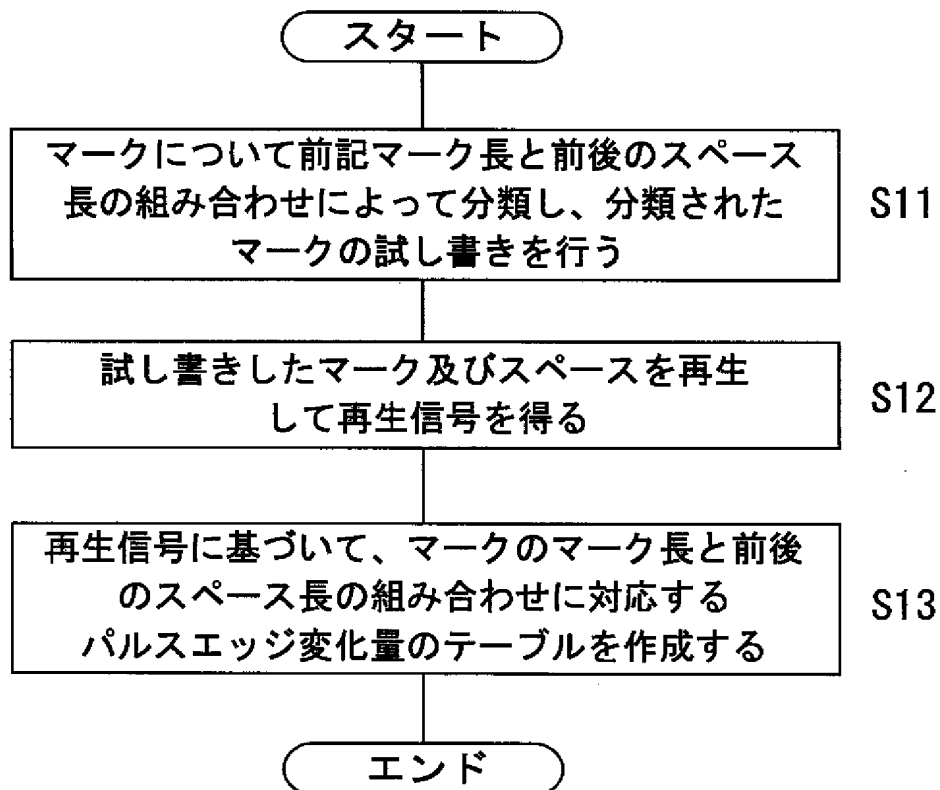 スタート
マークについて前記マーク長と前後のスペース
長の組み合わせによって分類し、分類された
マークの試し書きを行う
S11
試し書きしたマーク及びスペースを再生
して再生信号を得る
S12
再生信号に基づいて、マークのマーク長と前後
のスペース長の組み合わせに対応する
パルスエッジ変化量のテーブルを作成する
S13
エンド